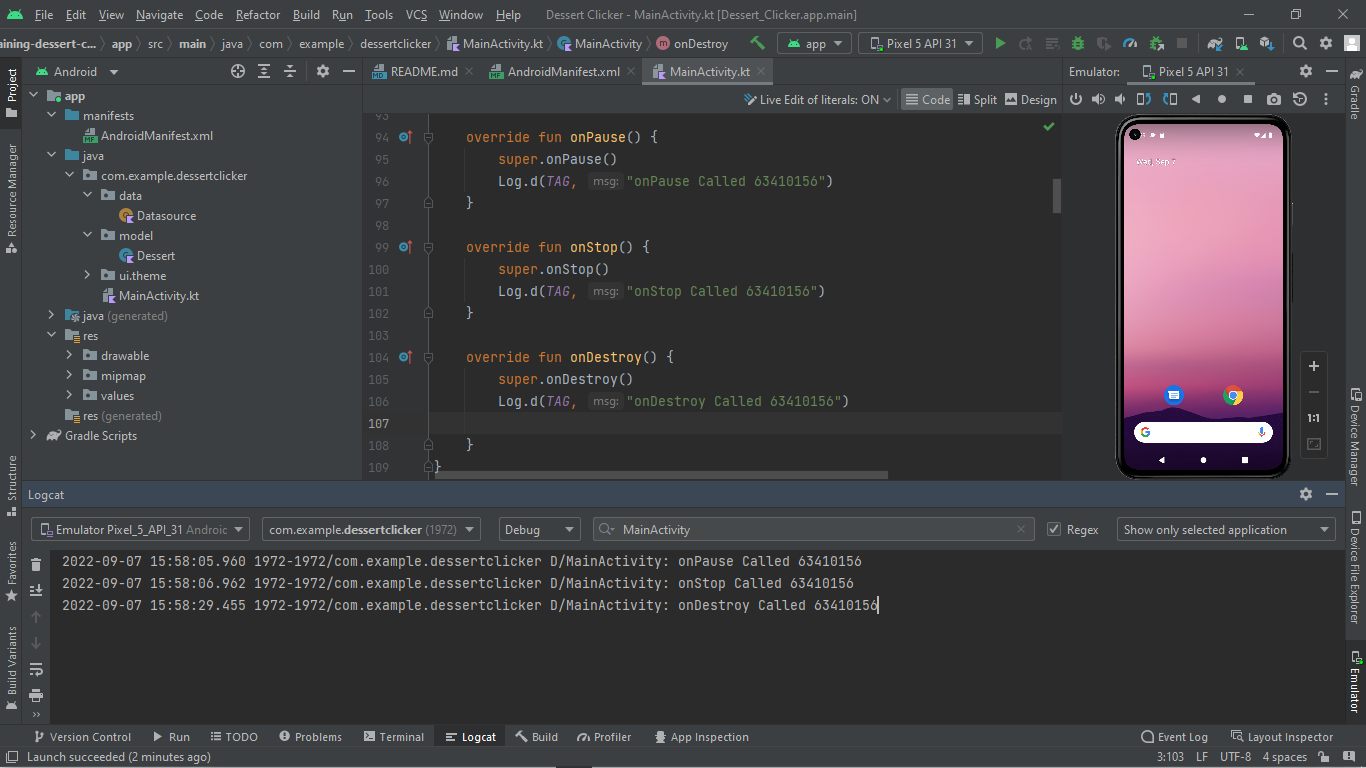 File Edit View Navigate Code Refactor Build Run Tools VCS Window Help Dessert Clicker - MainActivity.kt [Dessert_Clicker.app.main]
aining-dessert-c... app src main java com example dessertclicker MainActivity.kt MainActivity onDestroy app Pixel 5 API 31
Android README.md AndroidManifest.xml MainActivity.kt Emulator: Pixel 5 API 31
Live Edit of literals: ON Code Split Design
Project
Resource Manager
Structure
Favorites
Build Variants
app
manifests
AndroidManifest.xml
java
com.example.dessertclicker
data
Datasource
model
Dessert
ui.theme
MainActivity.kt
java (generated)
res
drawable
mipmap
values
res (generated)
Gradle Scripts
93
94 override fun onPause() {
95 super.onPause()
96 Log.d(TAG, msg: "onPause Called 63410156")
97 }
98
99 override fun onStop() {
100 super.onStop()
101 Log.d(TAG, msg: "onStop Called 63410156")
102 }
103
104 override fun onDestroy() {
105 super.onDestroy()
106 Log.d(TAG, msg: "onDestroy Called 63410156")
107
108 }
109 }
Wed, Sep 7
1:1
Gradle
Device Manager
Device File Explorer
Emulator
Logcat
Emulator Pixel_5_API_31 Android com.example.dessertclicker (1972) Debug MainActivity Regex Show only selected application
2022-09-07 15:58:05.960 1972-1972/com.example.dessertclicker D/MainActivity: onPause Called 63410156
2022-09-07 15:58:06.962 1972-1972/com.example.dessertclicker D/MainActivity: onStop Called 63410156
2022-09-07 15:58:29.455 1972-1972/com.example.dessertclicker D/MainActivity: onDestroy Called 63410156
Version Control Run TODO Problems Terminal Logcat Build Profiler App Inspection Event Log Layout Inspector
Launch succeeded (2 minutes ago) 3:103 LF UTF-8 4 spaces